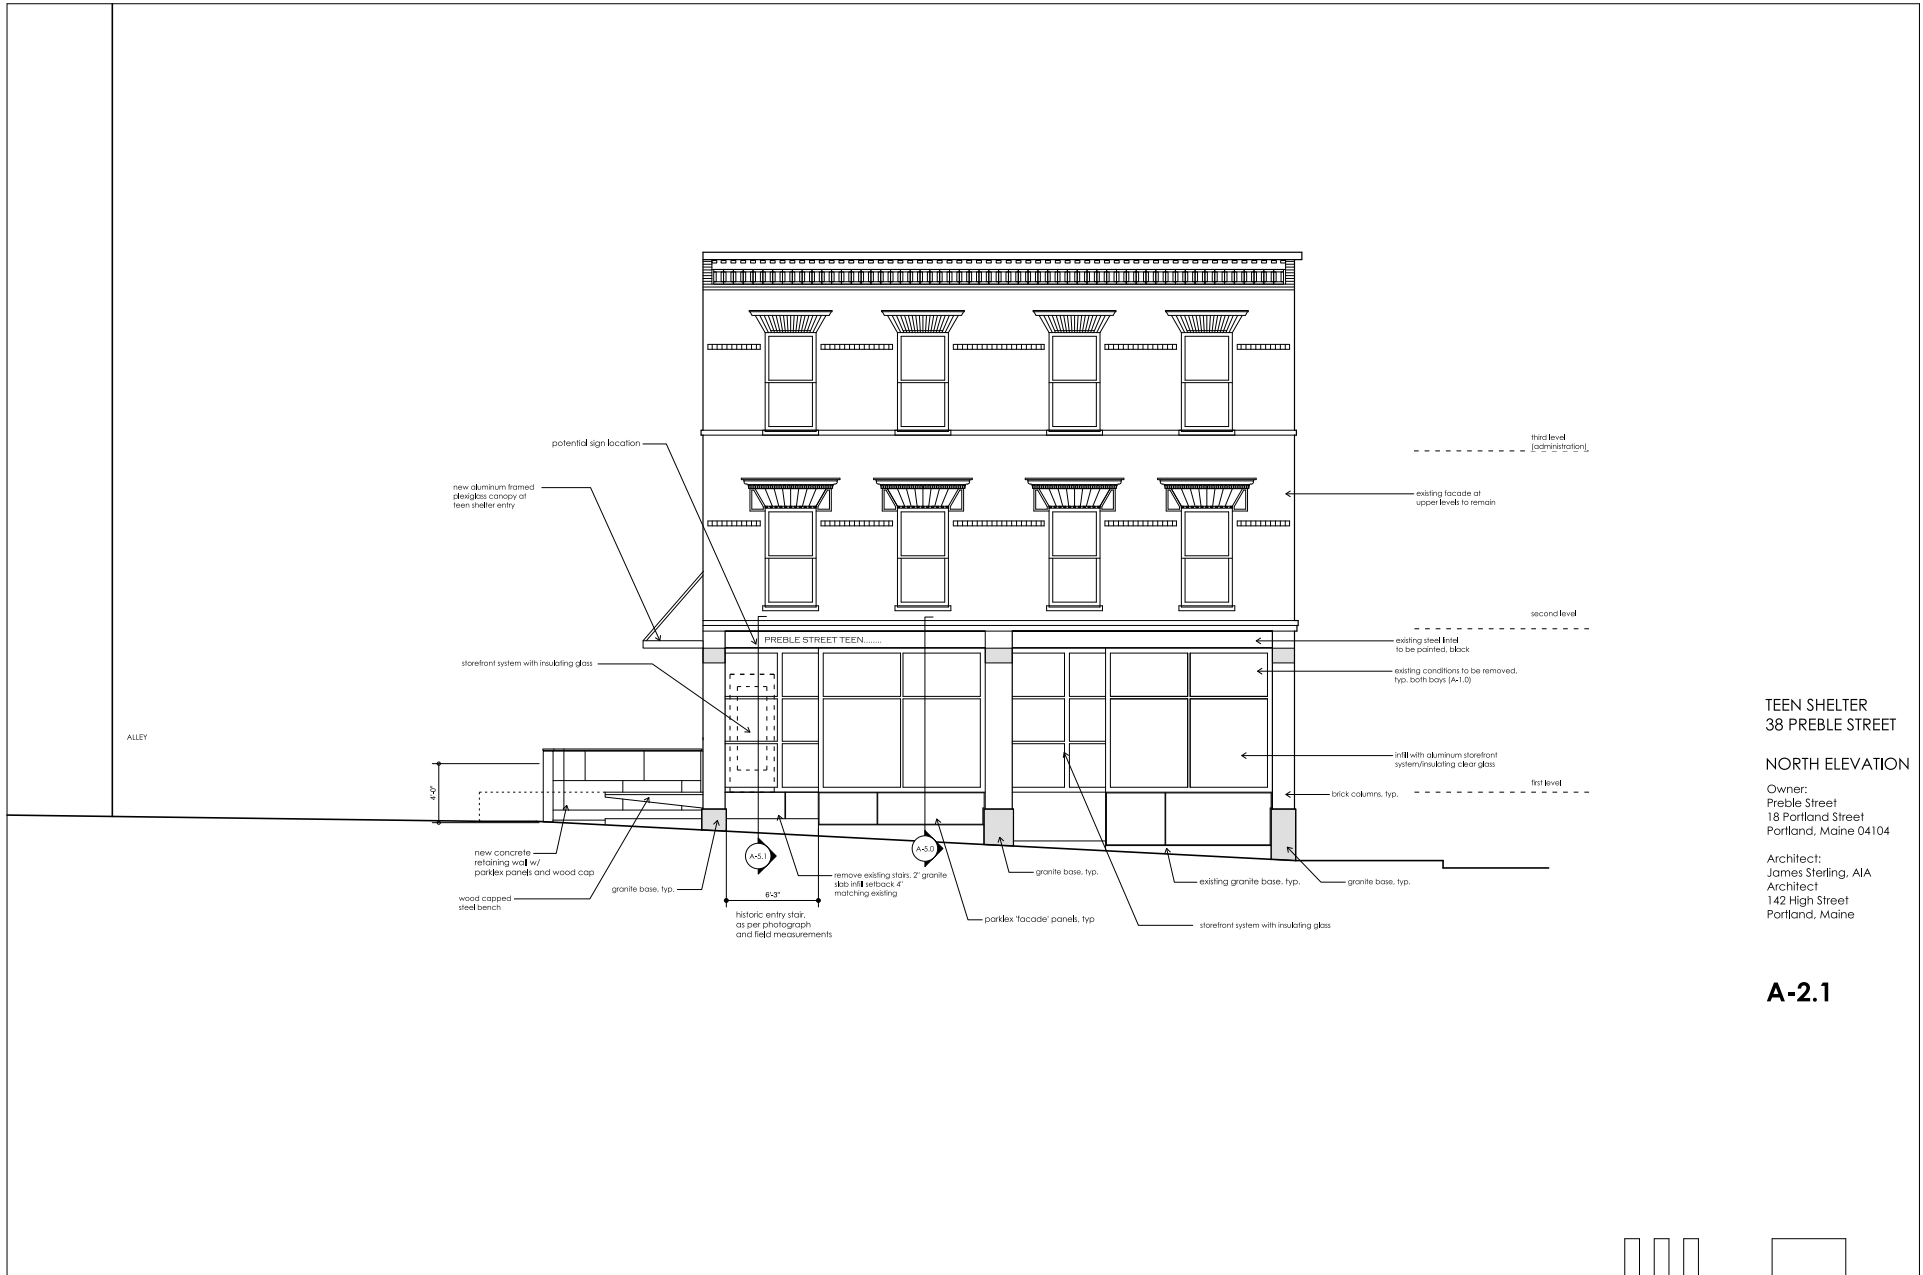 potential sign location
new aluminum framed
plexiglass canopy at
teen shelter entry
third level
(administration)
existing facade at
upper levels to remain
second level
PREBLE STREET TEEN........
existing steel lintel
to be painted, black
storefront system with insulating glass
existing conditions to be removed,
typ. both bays (A-1.0)
TEEN SHELTER
38 PREBLE STREET
NORTH ELEVATION
Owner:
Preble Street
18 Portland Street
Portland, Maine 04104
Architect:
James Sterling, AIA
Architect
142 High Street
Portland, Maine
A-2.1
ALLEY
infill with aluminum storefront
system/insulating clear glass
first level
brick columns, typ.
4'-0"
new concrete
retaining wall w/
parklex panels and wood cap
wood capped
steel bench
granite base, typ.
A-5.1
A-5.0
6'-3"
historic entry stair,
as per photograph
and field measurements
remove existing stairs, 2" granite
slab infill setback 4"
matching existing
granite base, typ.
parklex 'facade' panels, typ
existing granite base, typ.
granite base, typ.
storefront system with insulating glass